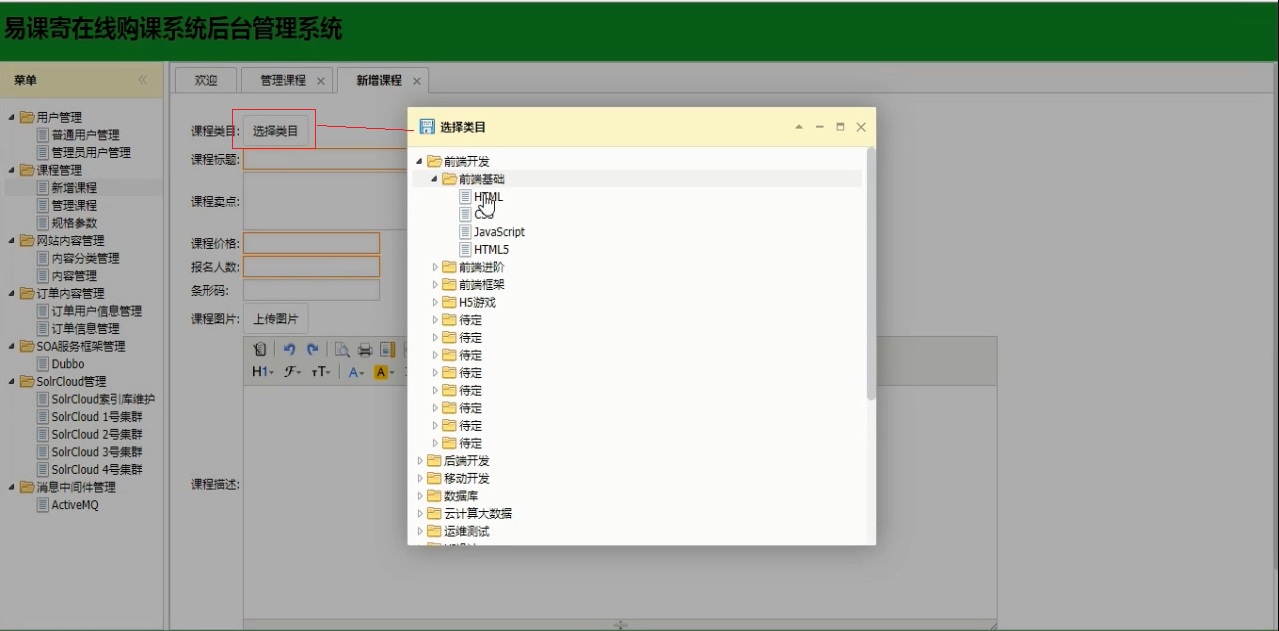 易课寄在线购课系统后台管理系统
菜单
用户管理
普通用户管理
管理员用户管理
课程管理
新增课程
管理课程
规格参数
网站内容管理
内容分类管理
内容管理
订单内容管理
订单用户信息管理
订单信息管理
SOA服务框架管理
Dubbo
SolrCloud管理
SolrCloud索引库维护
SolrCloud 1号集群
SolrCloud 2号集群
SolrCloud 3号集群
SolrCloud 4号集群
消息中间件管理
ActiveMQ
欢迎 管理课程 新增课程
课程类目: 选择类目
课程标题:
课程卖点:
课程价格:
报名人数:
条形码:
课程图片: 上传图片
H1 F тT A A
课程描述:
选择类目
前端开发
前端基础
HTML
JavaScript
HTML5
前端进阶
前端框架
H5游戏
待定
待定
待定
待定
待定
待定
待定
待定
后端开发
移动开发
数据库
云计算大数据
运维测试